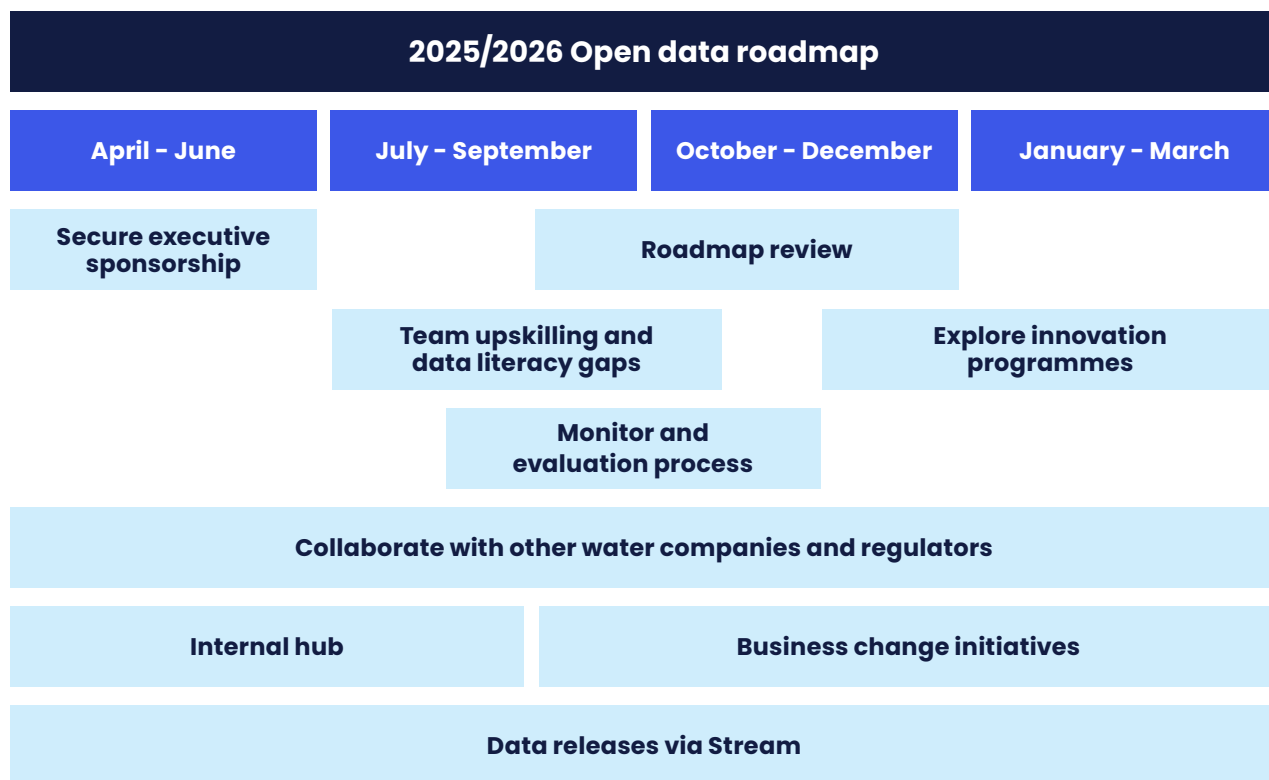 2025/2026 Open data roadmap
April – June
July – September
October – December
January – March
Secure executive
sponsorship
Roadmap review
Team upskilling and
data literacy gaps
Explore innovation
programmes
Monitor and
evaluation process
Collaborate with other water companies and regulators
Internal hub
Business change initiatives
Data releases via Stream